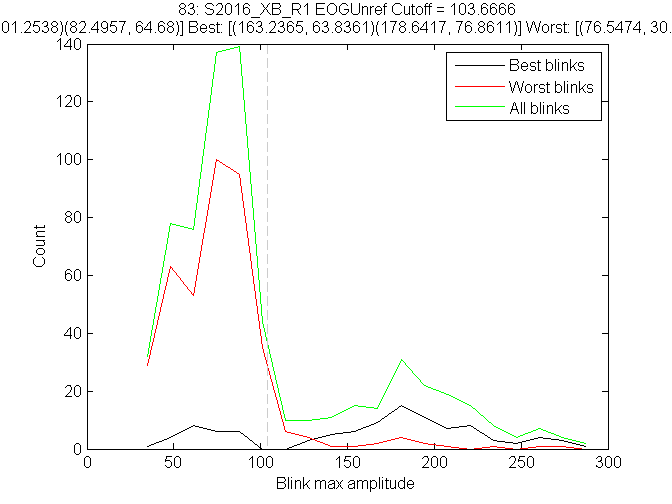 83: S2016_XB_R1 EOGUnref Cutoff = 103.6666
01.2538)(82.4957, 64.68)] Best: [(163.2365, 63.8361)(178.6417, 76.8611)] Worst: [(76.5474, 30.
Best blinks
Worst blinks
All blinks
140
120
100
80
60
40
20
0
Count
0 50 100 150 200 250 300
Blink max amplitude